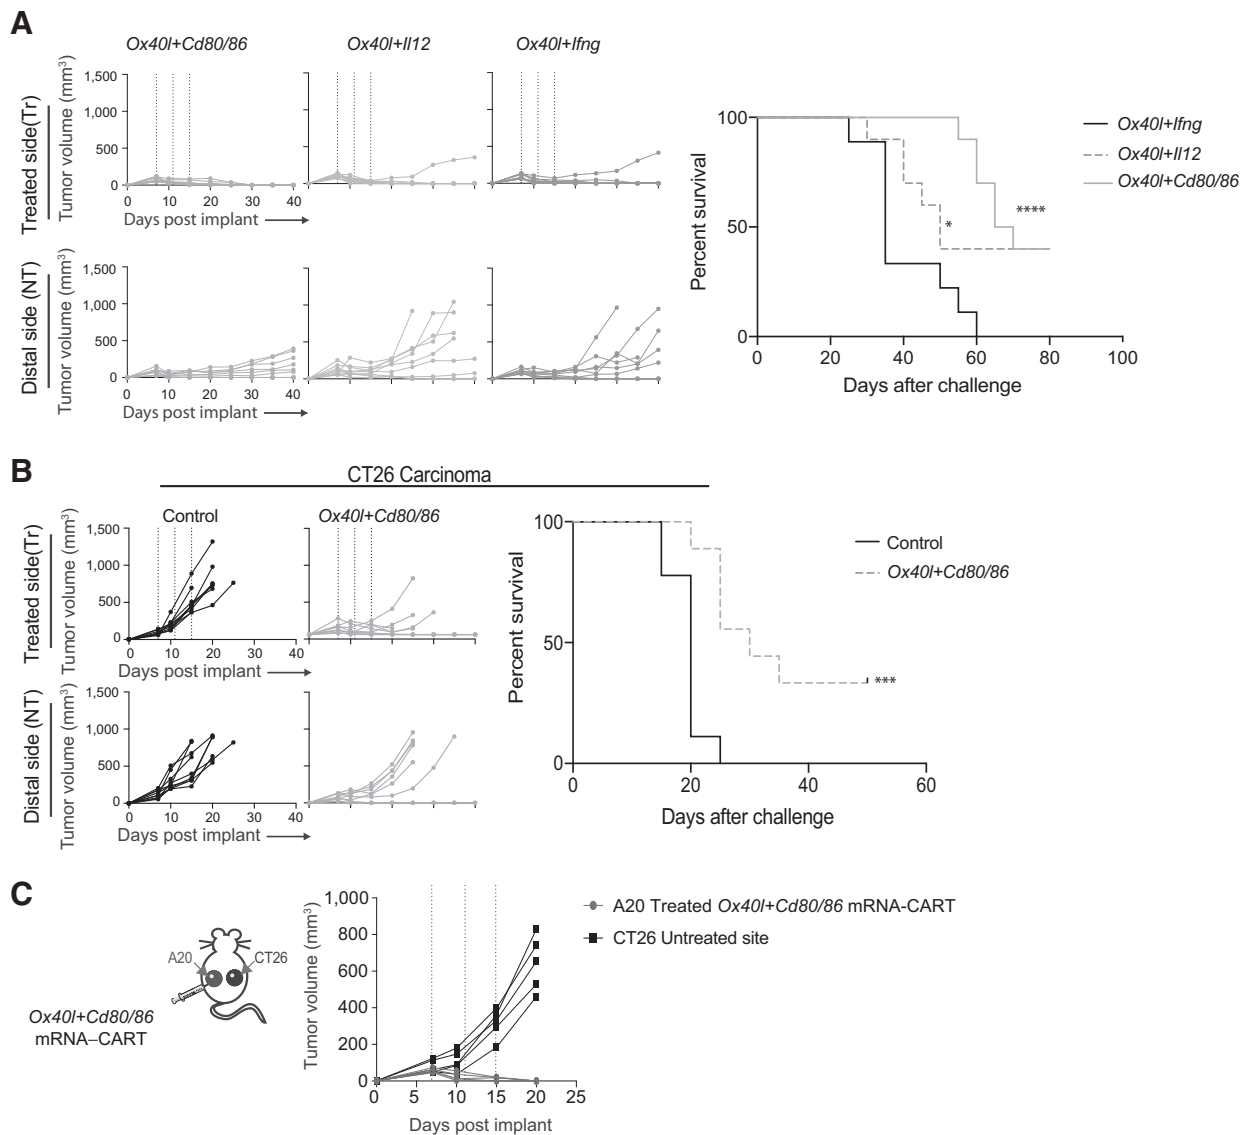 A
Ox40l+Cd80/86
Ox40l+Il12
Ox40l+Ifng
Treated side(Tr)
Tumor volume (mm3)
1,500
1,000
500
0
0 10 20 30 40
Days post implant
Distal side (NT)
Tumor volume (mm3)
1,500
1,000
500
0
0 10 20 30 40
Days post implant
Percent survival
100
50
0
0 20 40 60 80 100
Days after challenge
*
****
Ox40l+Ifng
Ox40l+Il12
Ox40l+Cd80/86
B
CT26 Carcinoma
Control
Ox40l+Cd80/86
Treated side(Tr)
Tumor volume (mm3)
1,500
1,000
500
0
0 10 20 30 40
Days post implant
Distal side (NT)
Tumor volume (mm3)
1,500
1,000
500
0
0 10 20 30 40
Days post implant
Percent survival
100
50
0
0 20 40 60
Days after challenge
***
Control
Ox40l+Cd80/86
C
A20
CT26
Ox40l+Cd80/86
mRNA–CART
Tumor volume (mm3)
1,000
800
600
400
200
0
0 5 10 15 20 25
Days post implant
A20 Treated Ox40l+Cd80/86 mRNA-CART
CT26 Untreated site